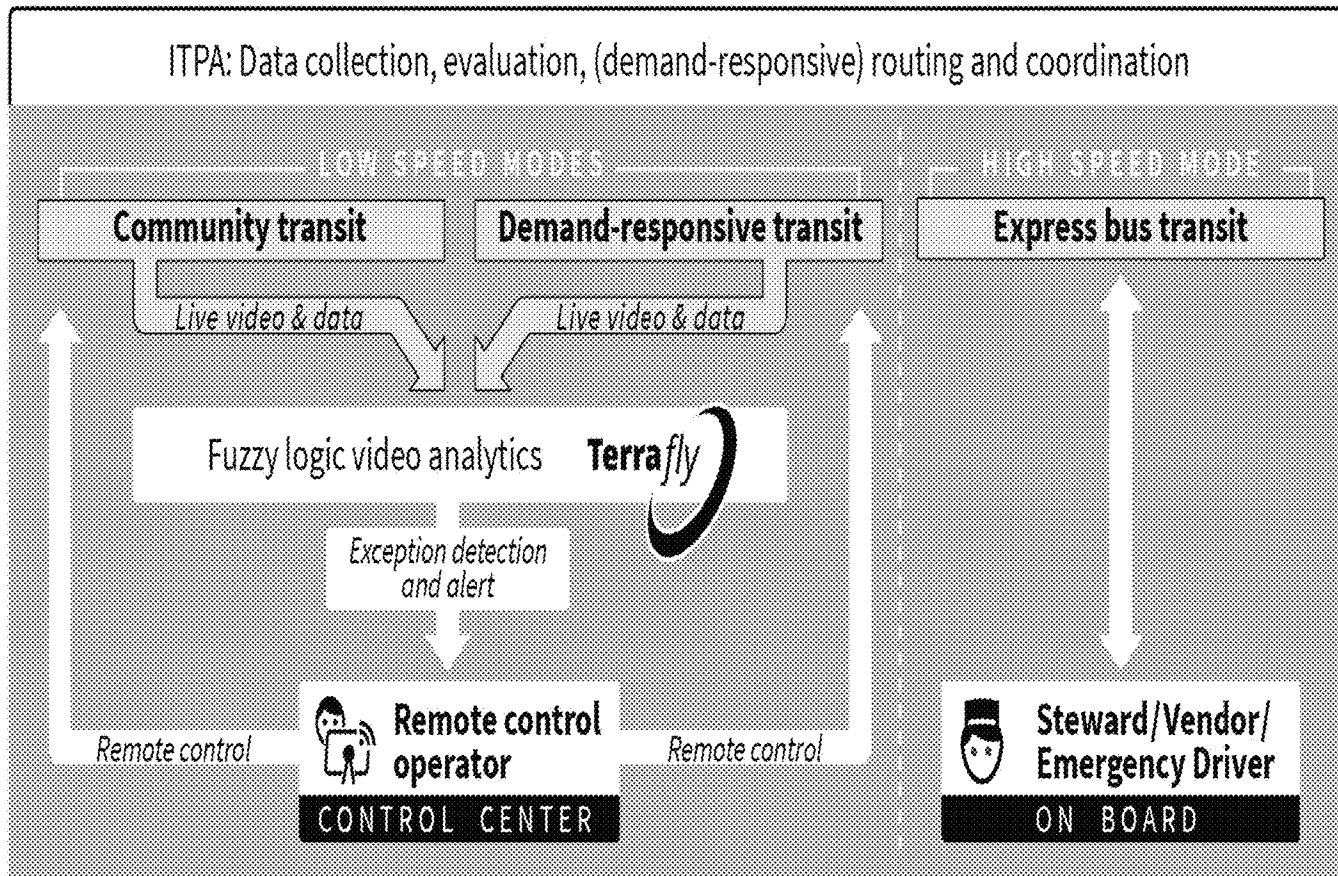 ITPA: Data collection, evaluation, (demand-responsive) routing and coordination
LOW SPEED MODES
HIGH SPEED MODE
Community transit
Demand-responsive transit
Express bus transit
Live video & data
Live video & data
Fuzzy logic video analytics
Terrafly
Exception detection
and alert
Remote control
Remote control
operator
CONTROL CENTER
Remote control
Steward/Vendor/
Emergency Driver
ON BOARD